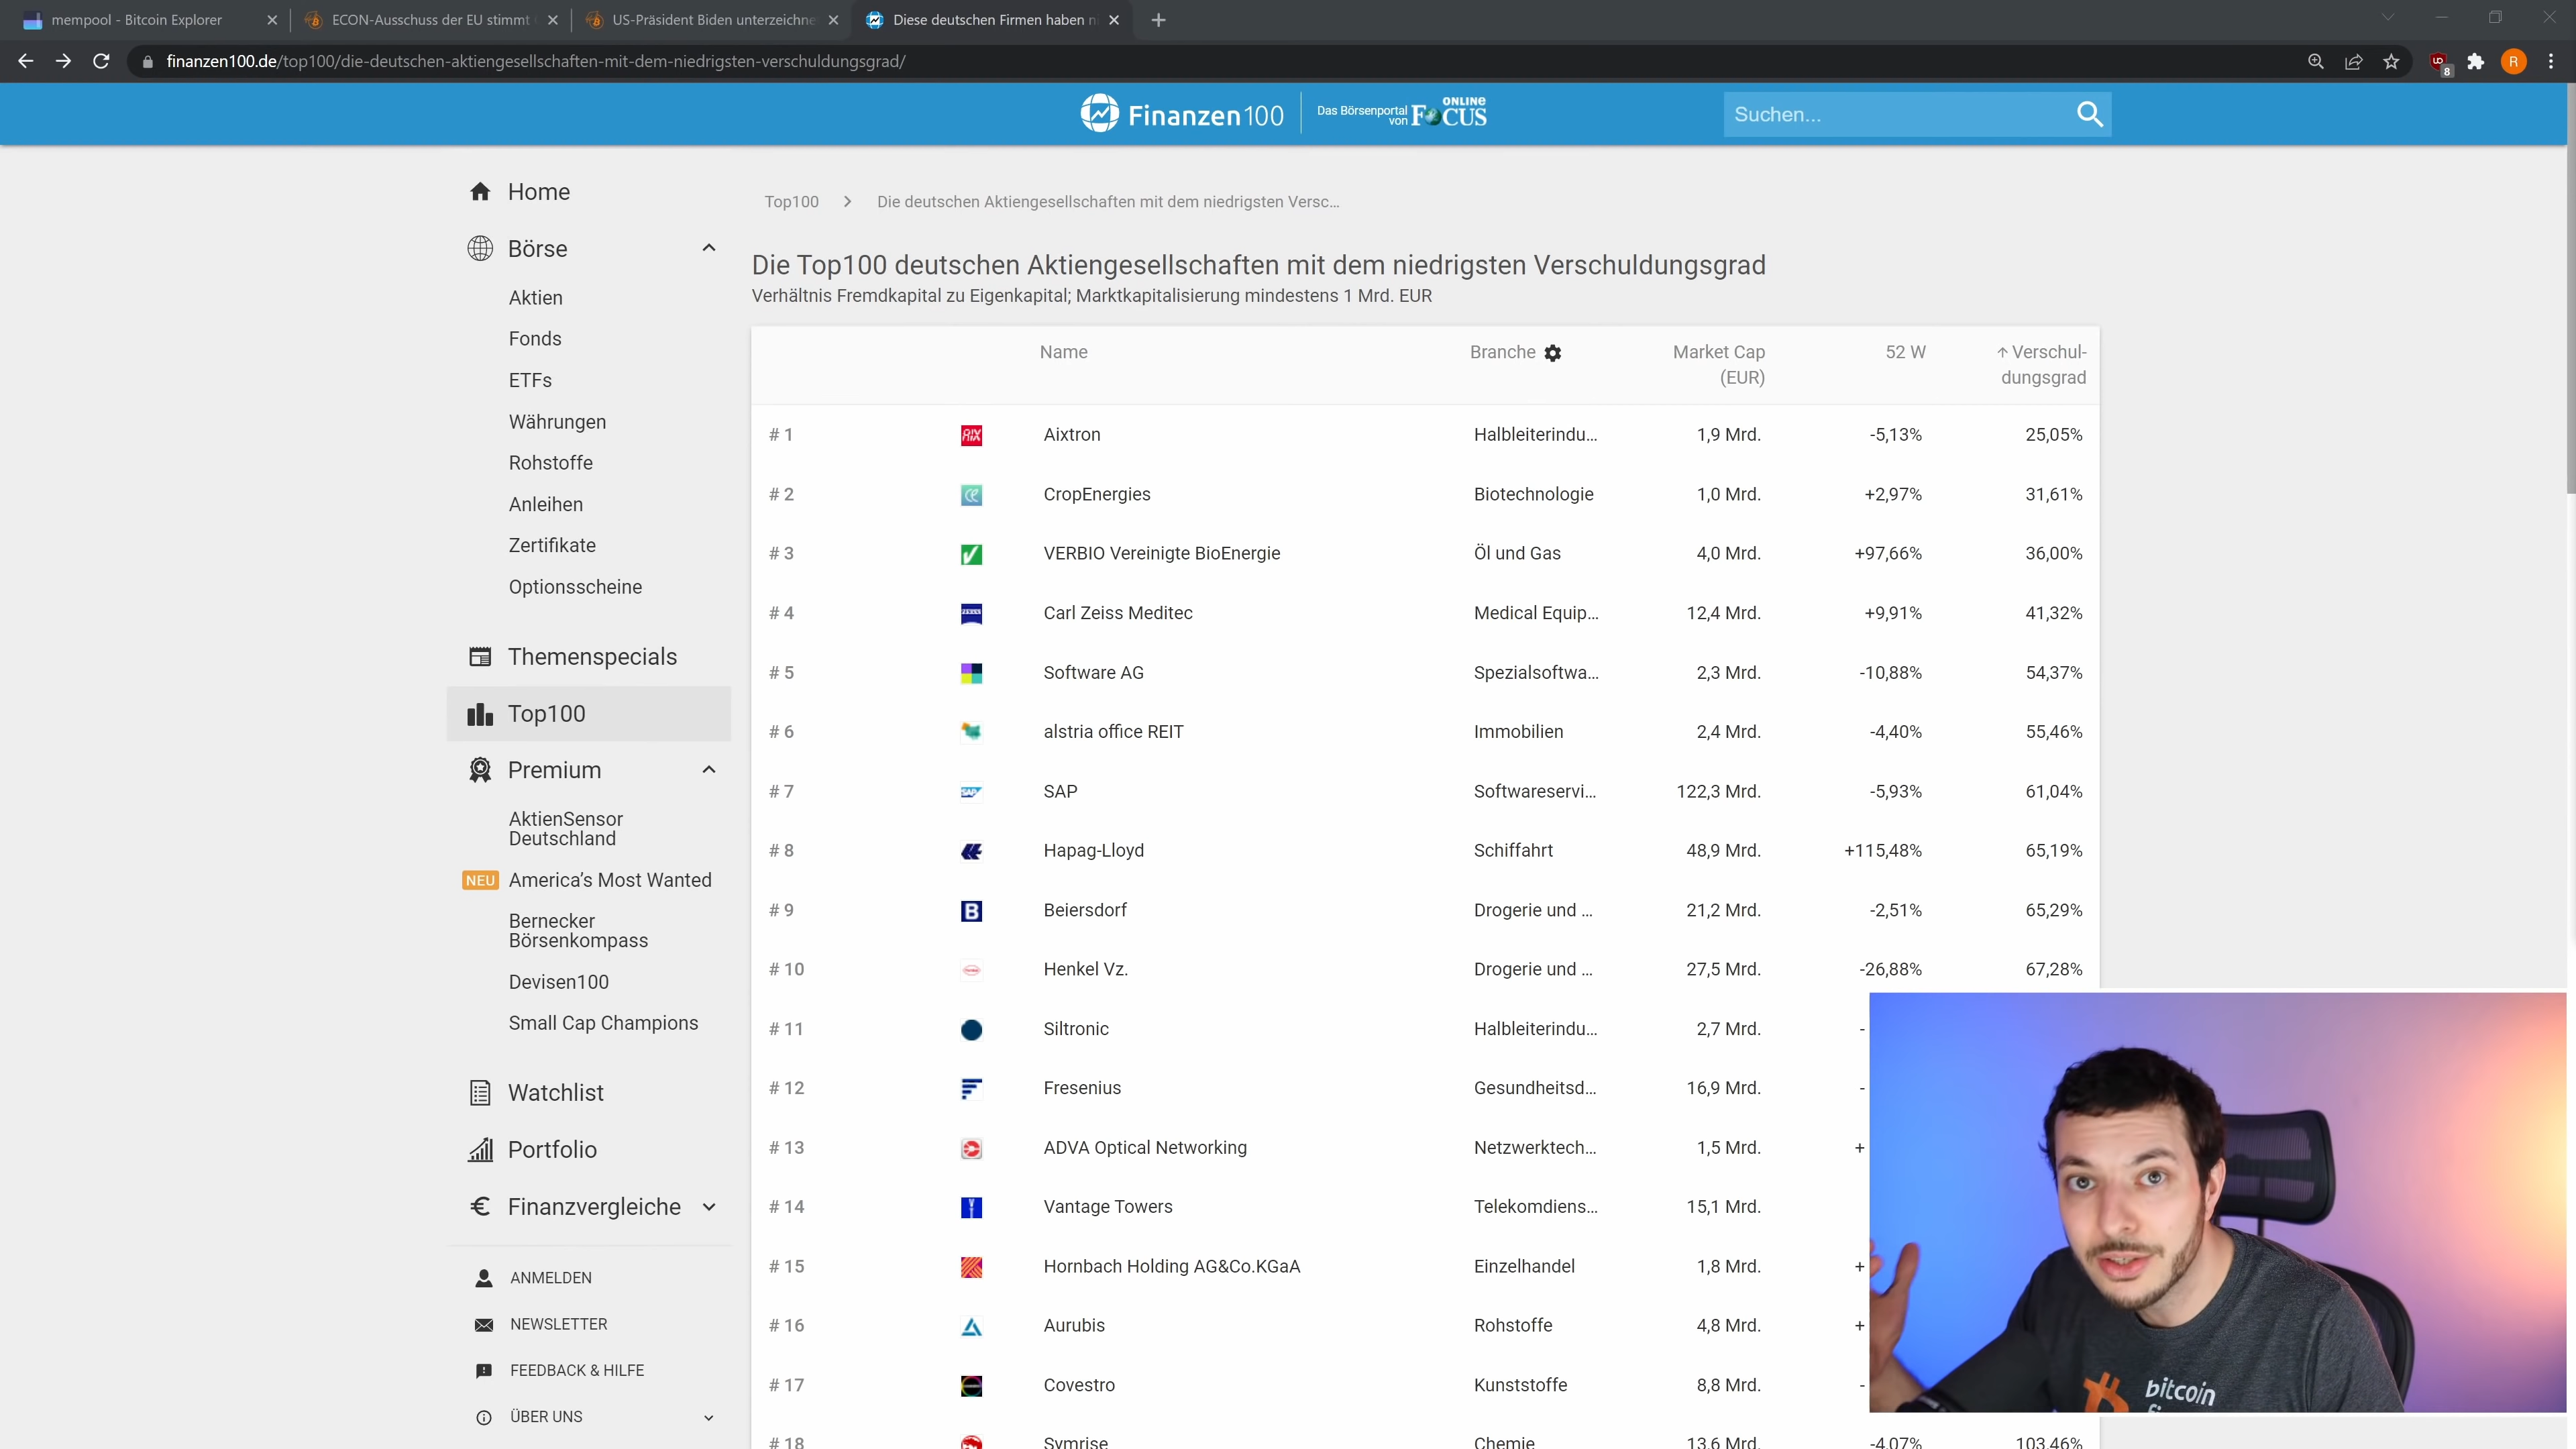 mempool - Bitcoin Explorer
ECON-Ausschuss der EU stimmt
US-Präsident Biden unterzeichne
Diese deutschen Firmen haben n
finanzen100.de/top100/die-deutschen-aktiengesellschaften-mit-dem-niedrigsten-verschuldungsgrad/
8
R
Finanzen100
Das Börsenportal von FOCUS ONLINE
Suchen...
Home
Börse
Aktien
Fonds
ETFs
Währungen
Rohstoffe
Anleihen
Zertifikate
Optionsscheine
Themenspecials
Top100
Premium
AktienSensor
Deutschland
NEU America's Most Wanted
Bernecker
Börsenkompass
Devisen100
Small Cap Champions
Watchlist
Portfolio
€ Finanzvergleiche
ANMELDEN
NEWSLETTER
FEEDBACK & HILFE
ÜBER UNS
Top100 > Die deutschen Aktiengesellschaften mit dem niedrigsten Versc...
Die Top100 deutschen Aktiengesellschaften mit dem niedrigsten Verschuldungsgrad
Verhältnis Fremdkapital zu Eigenkapital; Marktkapitalisierung mindestens 1 Mrd. EUR
Name Branche Market Cap (EUR) 52 W ↑ Verschul-dungsgrad
# 1 Aixtron Halbleiterindu... 1,9 Mrd. -5,13% 25,05%
# 2 CropEnergies Biotechnologie 1,0 Mrd. +2,97% 31,61%
# 3 VERBIO Vereinigte BioEnergie Öl und Gas 4,0 Mrd. +97,66% 36,00%
# 4 Carl Zeiss Meditec Medical Equip... 12,4 Mrd. +9,91% 41,32%
# 5 Software AG Spezialsoftwa... 2,3 Mrd. -10,88% 54,37%
# 6 alstria office REIT Immobilien 2,4 Mrd. -4,40% 55,46%
# 7 SAP Softwareservi... 122,3 Mrd. -5,93% 61,04%
# 8 Hapag-Lloyd Schiffahrt 48,9 Mrd. +115,48% 65,19%
# 9 Beiersdorf Drogerie und ... 21,2 Mrd. -2,51% 65,29%
# 10 Henkel Vz. Drogerie und ... 27,5 Mrd. -26,88% 67,28%
# 11 Siltronic Halbleiterindu... 2,7 Mrd. -
# 12 Fresenius Gesundheitsd... 16,9 Mrd. -
# 13 ADVA Optical Networking Netzwerktech... 1,5 Mrd. +
# 14 Vantage Towers Telekomdiens... 15,1 Mrd.
# 15 Hornbach Holding AG&Co.KGaA Einzelhandel 1,8 Mrd. +
# 16 Aurubis Rohstoffe 4,8 Mrd. +
# 17 Covestro Kunststoffe 8,8 Mrd. -
# 18 Symrise Chemie 13,6 Mrd. -4,07% 103,46%
bitcoin